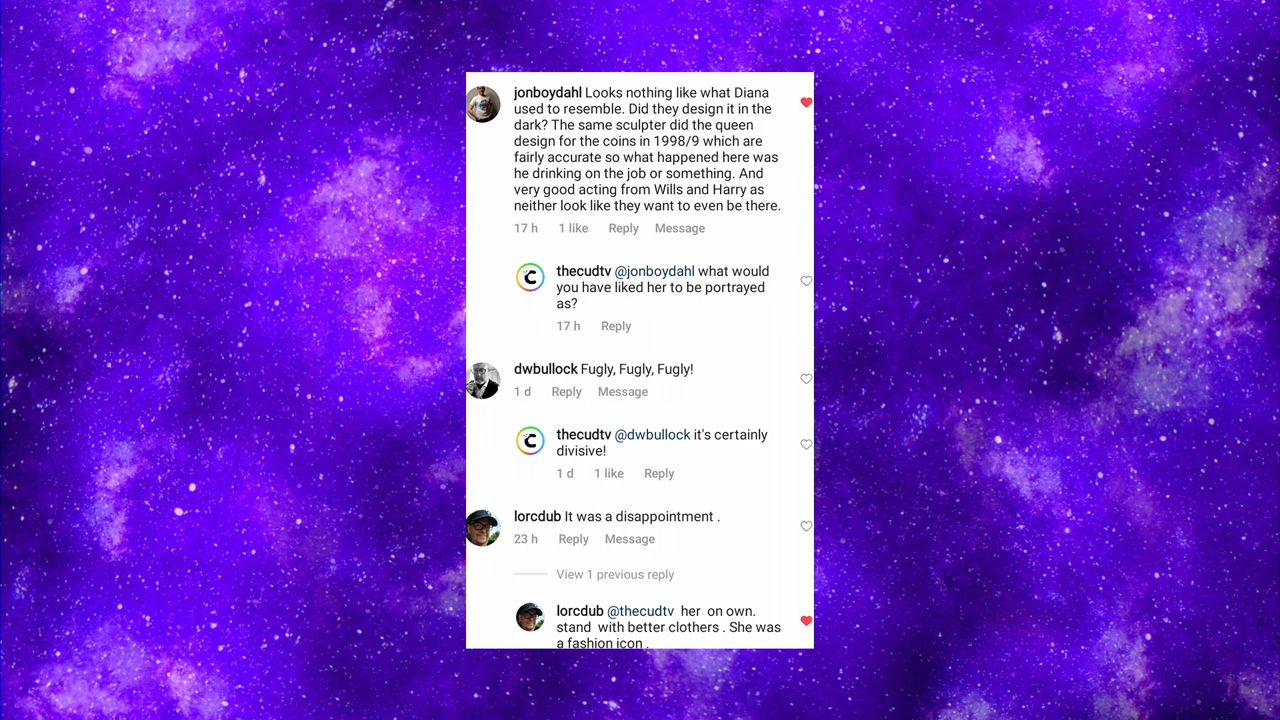 jonboydahl Looks nothing like what Diana
used to resemble. Did they design it in the
dark? The same sculpter did the queen
design for the coins in 1998/9 which are
fairly accurate so what happened here was
he drinking on the job or something. And
very good acting from Wills and Harry as
neither look like they want to even be there.
17 h 1 like Reply Message
C
thecudtv @jonboydahl what would
you have liked her to be portrayed
as?
17 h Reply
dwbullock Fugly, Fugly, Fugly!
1 d Reply Message
C
thecudtv @dwbullock it's certainly
divisive!
1 d 1 like Reply
lorcdub It was a disappointment .
23 h Reply Message
View 1 previous reply
lorcdub @thecudtv her on own.
stand with better clothers . She was
a fashion icon .